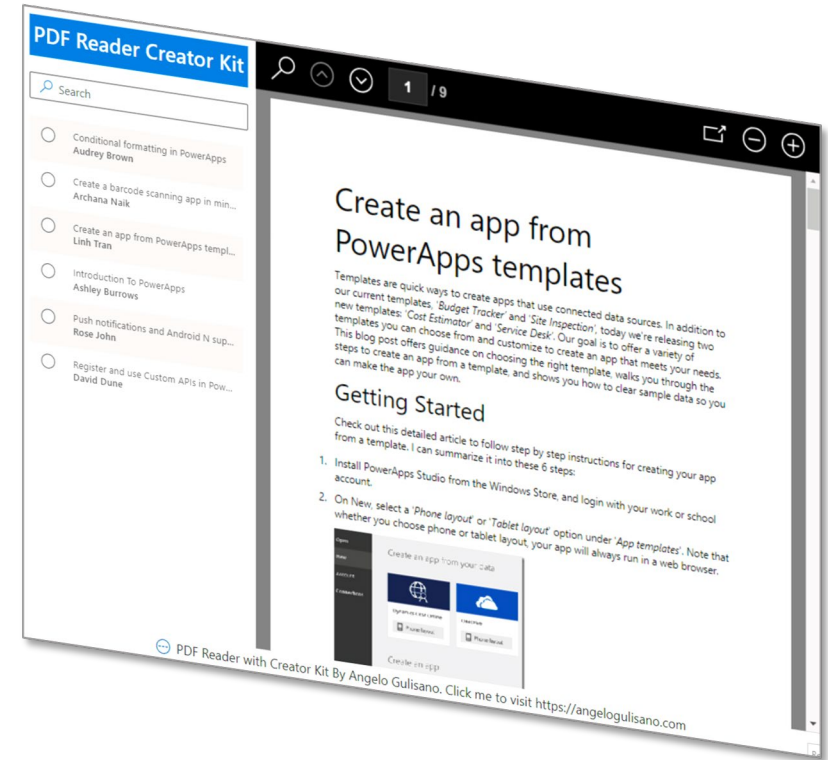 PDF Reader Creator Kit
Search
Conditional formatting in PowerApps
Audrey Brown
Create a barcode scanning app in min...
Archana Naik
Create an app from PowerApps templ...
Linh Tran
Introduction To PowerApps
Ashley Burrows
Push notifications and Android N sup...
Rose John
Register and use Custom APIs in Pow...
David Dune
1 / 9
Create an app from
PowerApps templates
Templates are quick ways to create apps that use connected data sources. In addition to
our current templates, 'Budget Tracker' and 'Site Inspection', today we're releasing two
new templates: 'Cost Estimator' and 'Service Desk'. Our goal is to offer a variety of
templates you can choose from and customize to create an app that meets your needs.
This blog post offers guidance on choosing the right template, walks you through the
steps to create an app from a template, and shows you how to clear sample data so you
can make the app your own.
Getting Started
Check out this detailed article to follow step by step instructions for creating your app
from a template. I can summarize it into these 6 steps:
1. Install PowerApps Studio from the Windows Store, and login with your work or school
account.
2. On New, select a 'Phone layout' or 'Tablet layout' option under 'App templates'. Note that
whether you choose phone or tablet layout, your app will always run in a web browser.
Open
New
Account
Connections
Create an app from your data
Phone layout
Phone layout
Create an app
PDF Reader with Creator Kit By Angelo Gulisano. Click me to visit https://angelogulisano.com